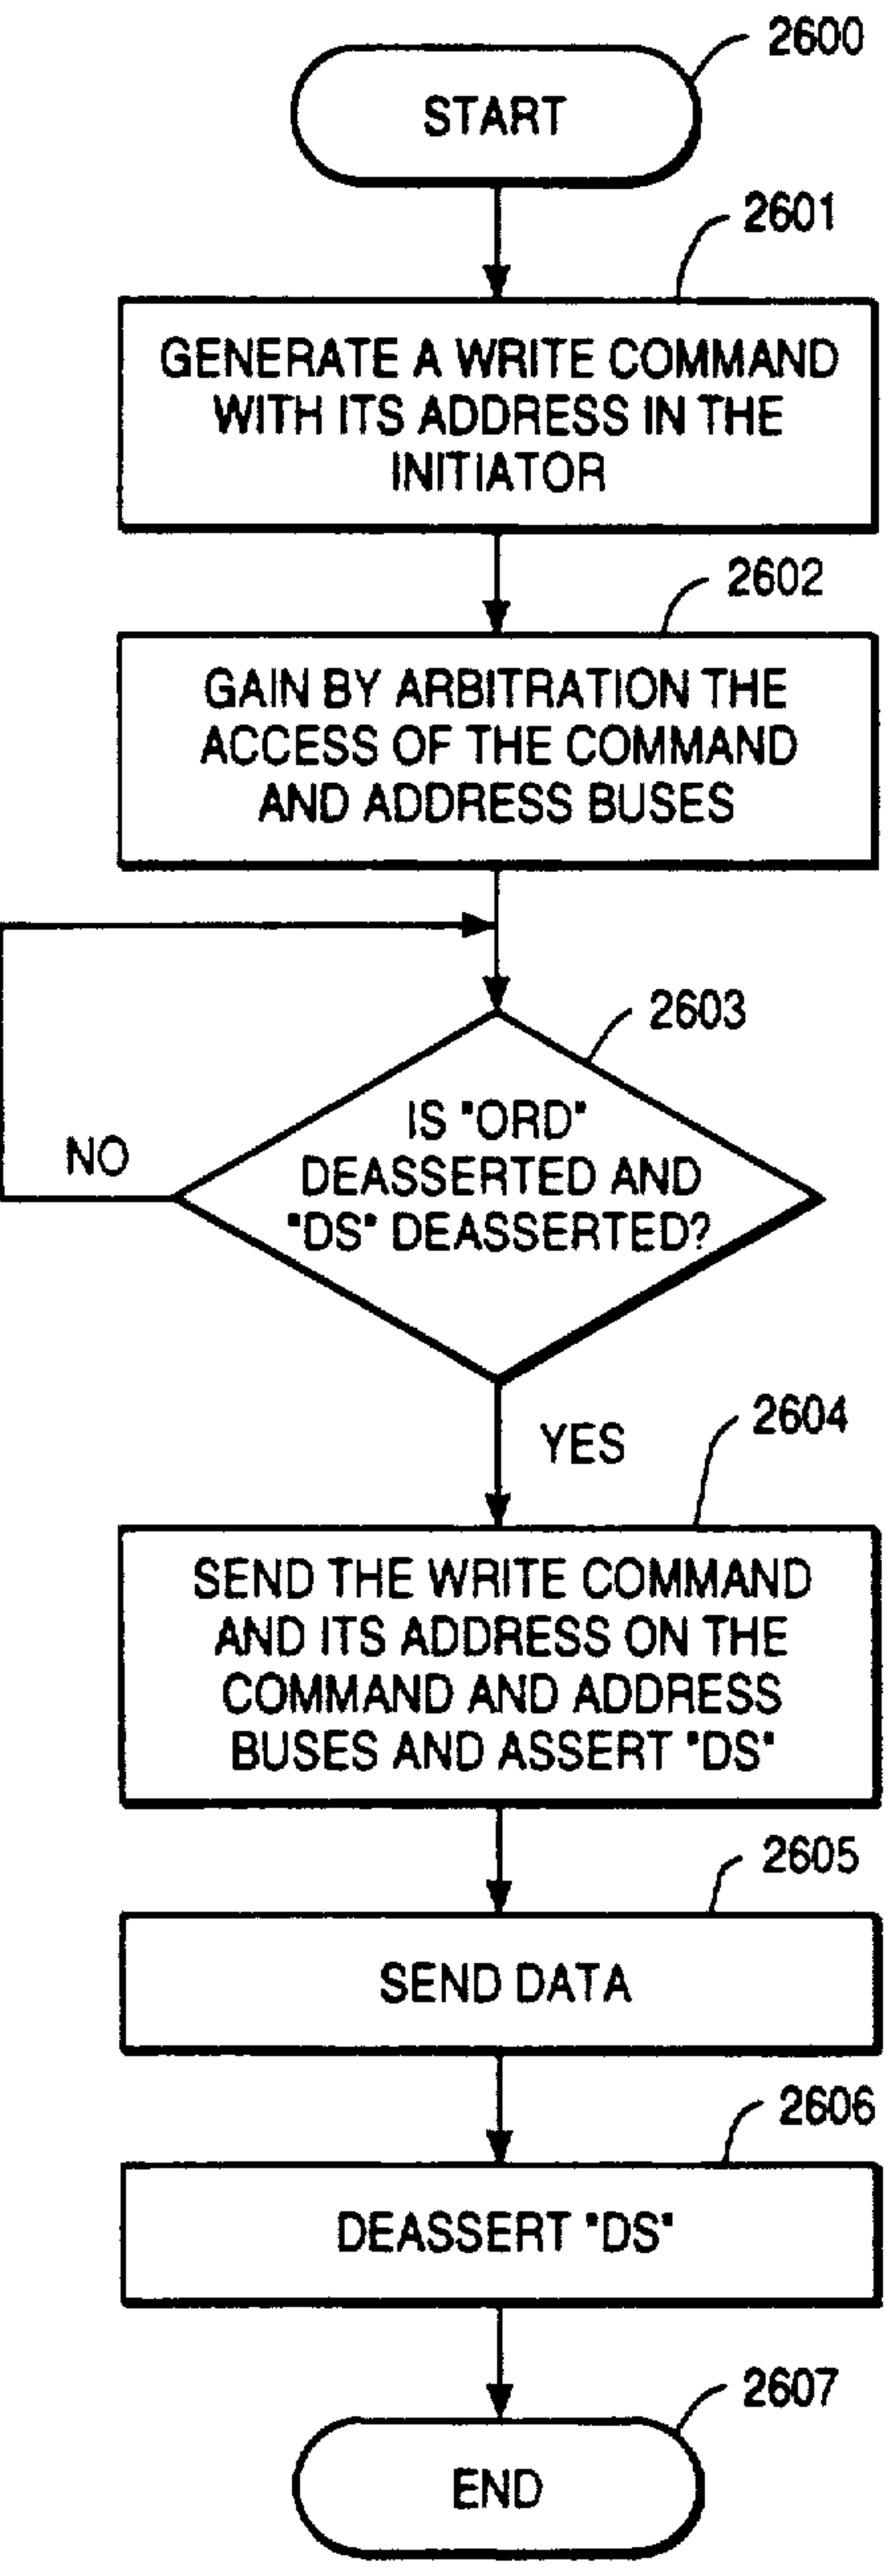 2600
START
2601
GENERATE A WRITE COMMAND
WITH ITS ADDRESS IN THE
INITIATOR
2602
GAIN BY ARBITRATION THE
ACCESS OF THE COMMAND
AND ADDRESS BUSES
2603
IS "ORD"
DEASSERTED AND
"DS" DEASSERTED?
NO
YES
2604
SEND THE WRITE COMMAND
AND ITS ADDRESS ON THE
COMMAND AND ADDRESS
BUSES AND ASSERT "DS"
2605
SEND DATA
2606
DEASSERT "DS"
2607
END